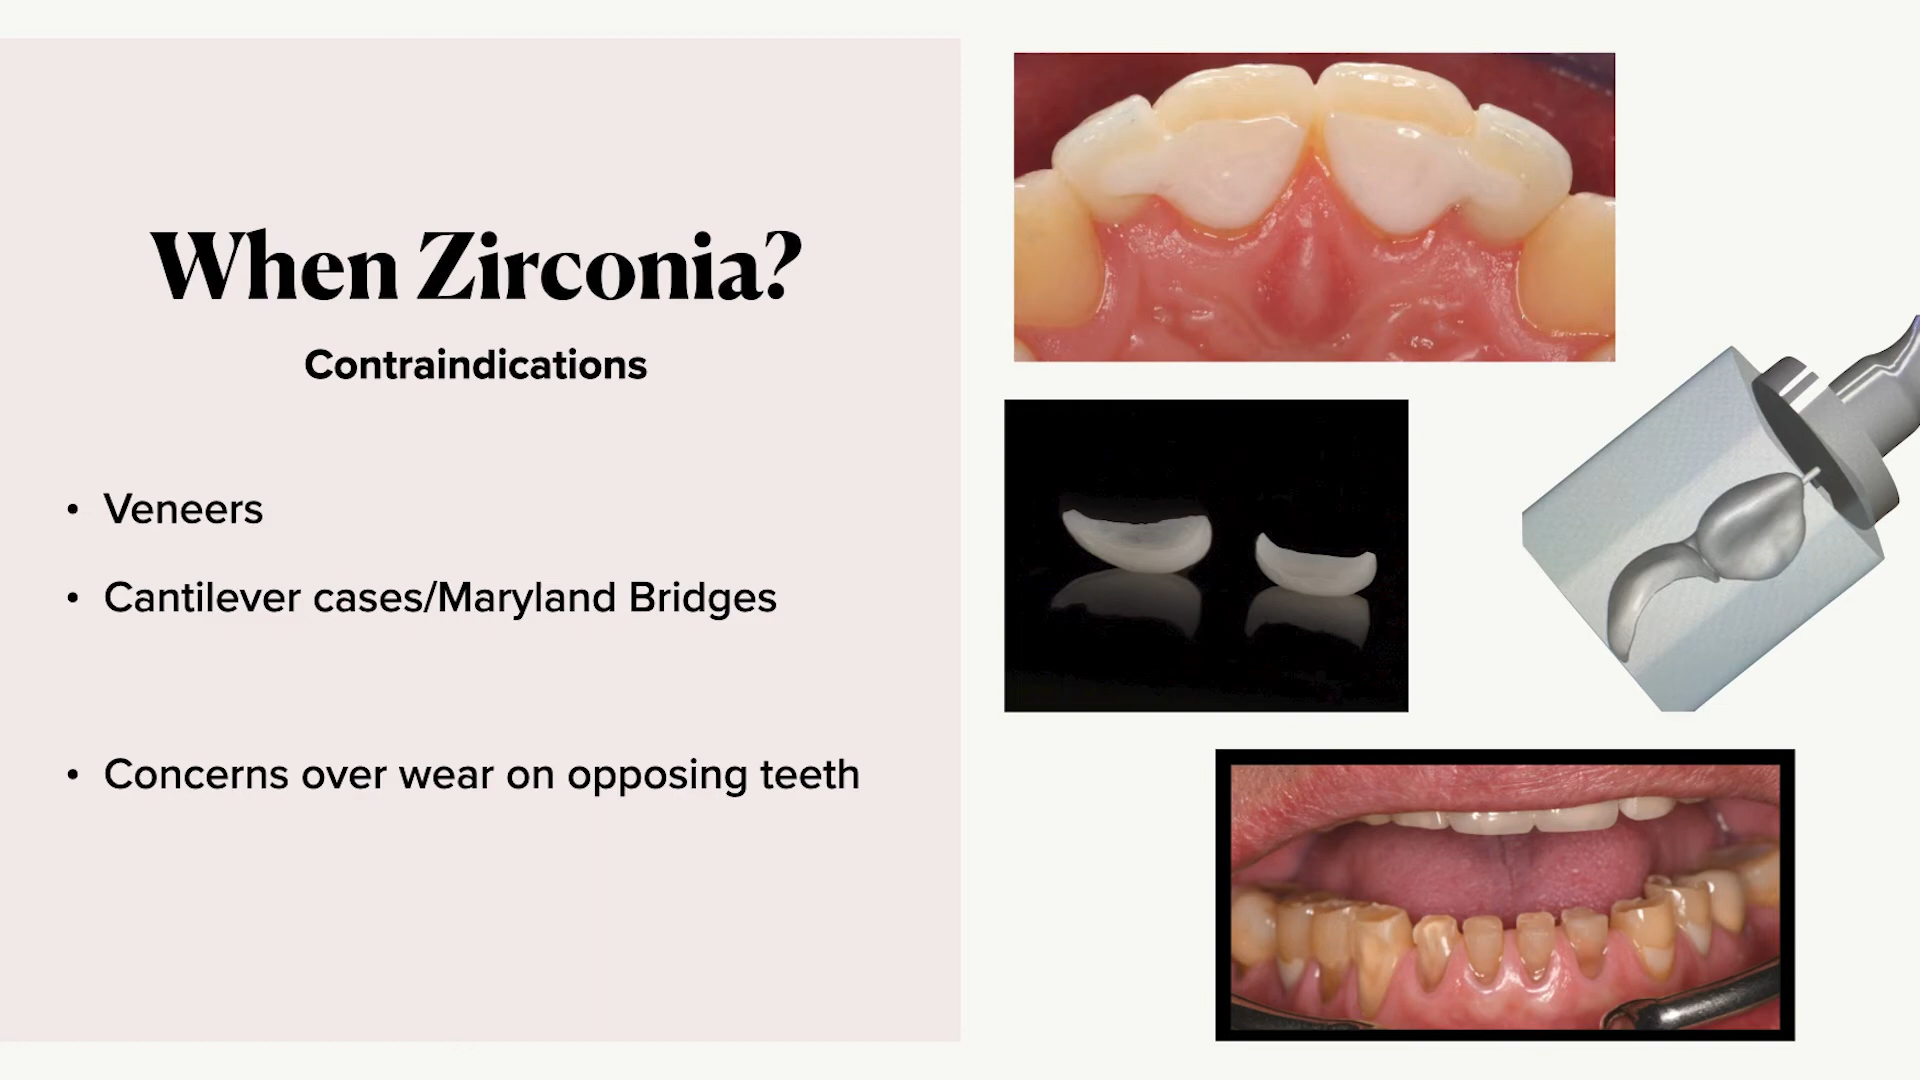 When Zirconia?
Contraindications
• Veneers
• Cantilever cases/Maryland Bridges
• Concerns over wear on opposing teeth